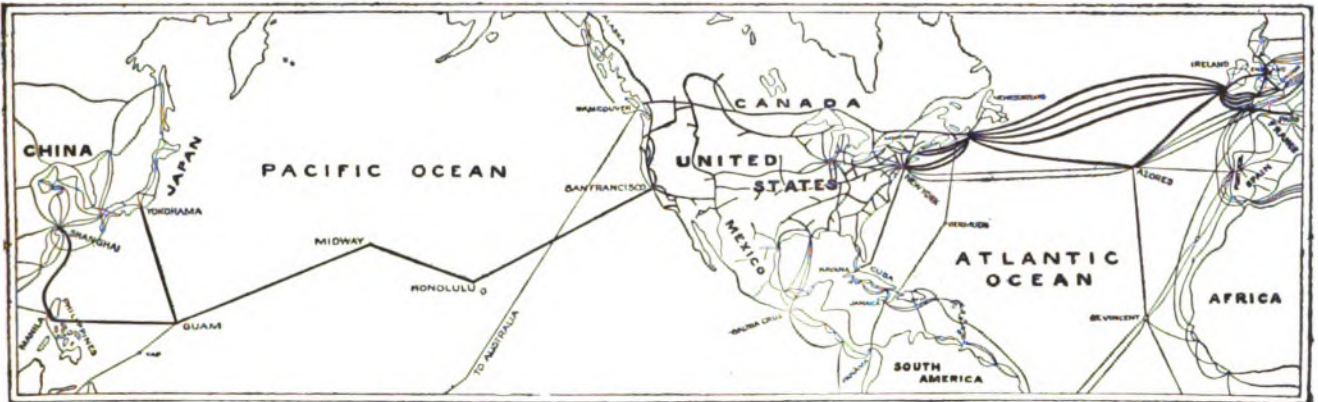 ALASKA
IRELAND
VANCOUVER
CANADA
CHINA
JAPAN
PACIFIC OCEAN
UNITED
STATES
FRANCE
SPAIN
SAN FRANCISCO
NEW YORK
AZORES
YOKOHAMA
SHANGHAI
MIDWAY
MEXICO
BERMUDA
HONOLULU
HAVANA
CUBA
JAMAICA
ATLANTIC
OCEAN
AFRICA
MANILA
PHILIPPINES
GUAM
YAP
TO AUSTRALIA
ST. VINCENT
SOUTH
AMERICA